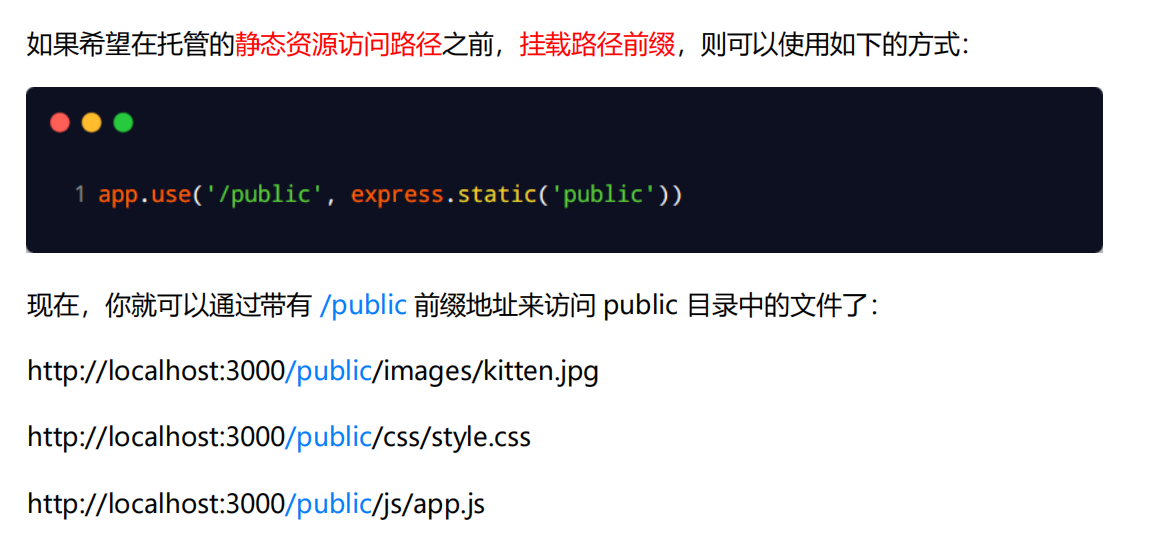 如果希望在托管的静态资源访问路径之前，挂载路径前缀，则可以使用如下的方式：
1 app.use('/public', express.static('public'))
现在，你就可以通过带有 /public 前缀地址来访问 public 目录中的文件了：
http://localhost:3000/public/images/kitten.jpg
http://localhost:3000/public/css/style.css
http://localhost:3000/public/js/app.js